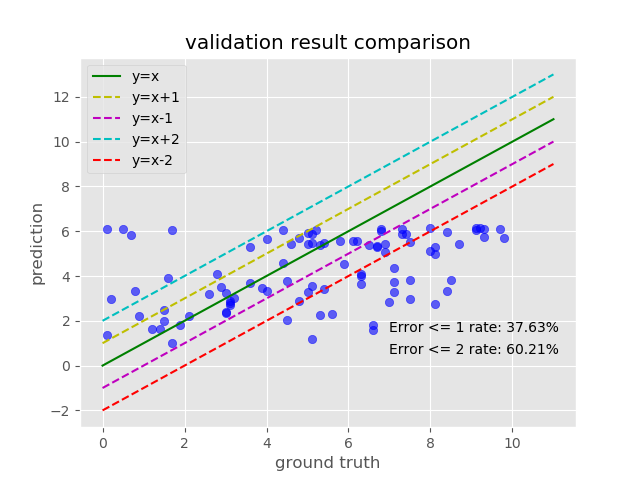 validation result comparison
y=x
y=x+1
y=x-1
y=x+2
y=x-2
12
10
8
6
4
2
0
−2
prediction
Error <= 1 rate: 37.63%
Error <= 2 rate: 60.21%
0 2 4 6 8 10
ground truth